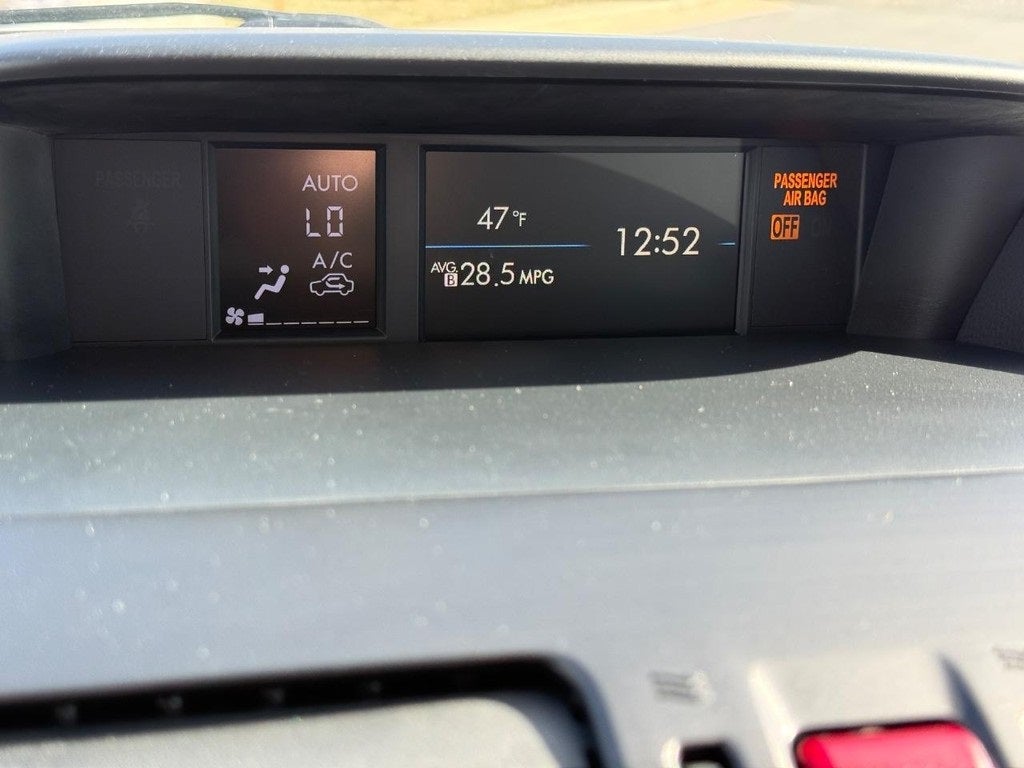 PASSENGER
AUTO
LO
A/C
47°F
12:52
AVG.
B 28.5 MPG
PASSENGER
AIR BAG
OFF